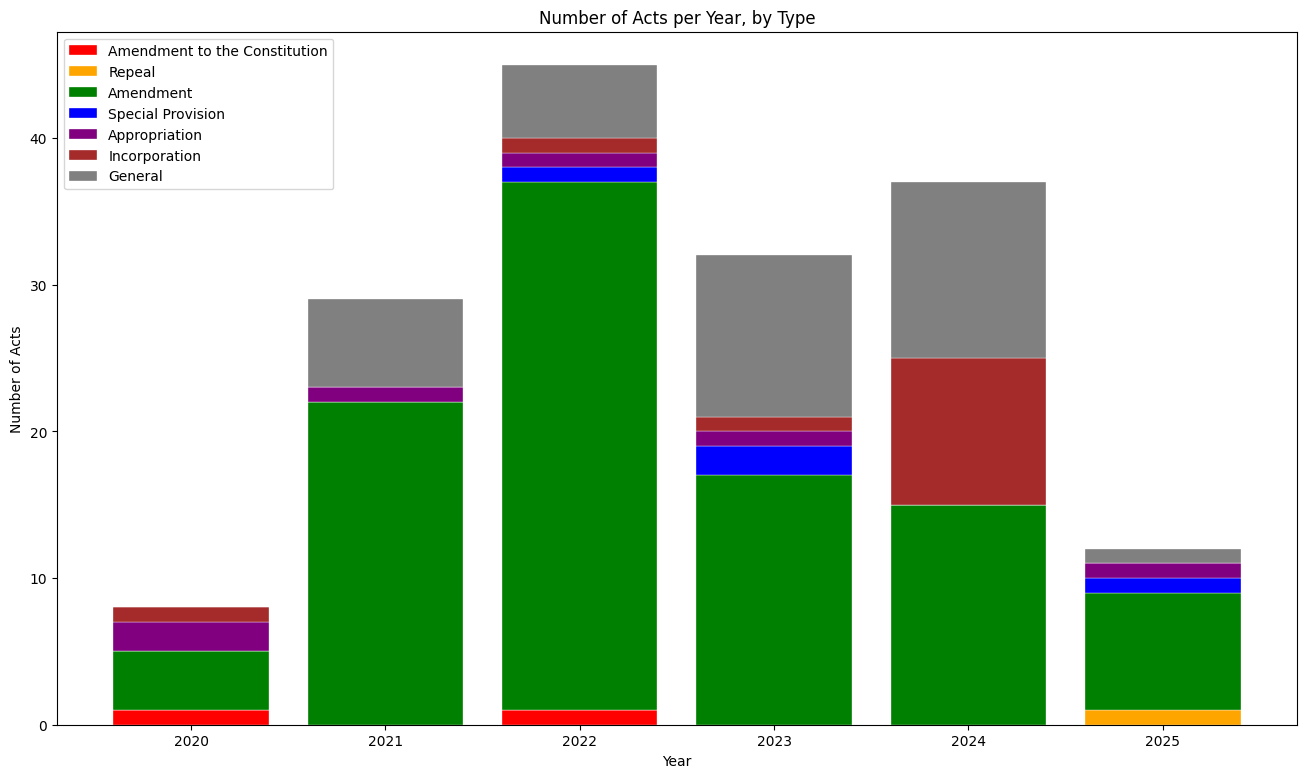 Number of Acts per Year, by Type
Amendment to the Constitution
Repeal
Amendment
Special Provision
Appropriation
Incorporation
General
Number of Acts
40
30
20
10
0
2020 2021 2022 2023 2024 2025
Year